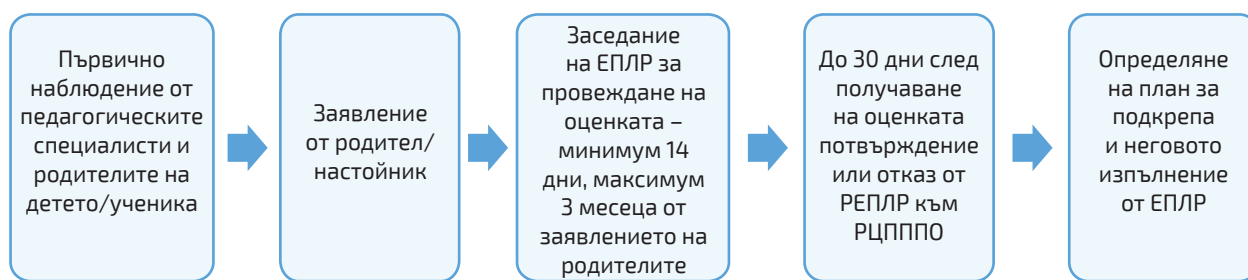 Първично
наблюдение от
педагогическите
специалисти и
родителите на
детето/ученика
Заявление
от родител/
настойник
Заседание
на ЕПЛР за
провеждане на
оценката –
минимум 14
дни, максимум
3 месеца от
заявлението на
родителите
До 30 дни след
получаване
на оценката
потвърждение
или отказ от
РЕПЛР към
РЦПППО
Определяне
на план за
подкрепа
и неговото
изпълнение
от ЕПЛР